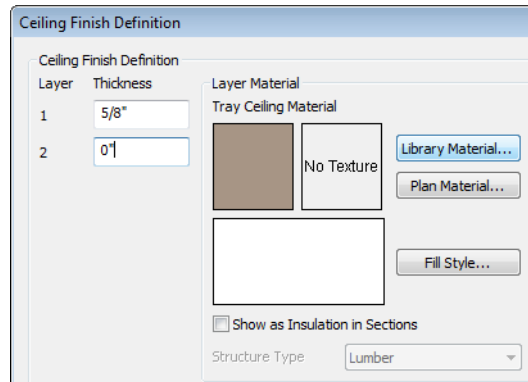 Ceiling Finish Definition
Ceiling Finish Definition
Layer Thickness
1 5/8"
2 0"
Layer Material
Tray Ceiling Material
No Texture
Library Material...
Plan Material...
Fill Style...
Show as Insulation in Sections
Structure Type Lumber